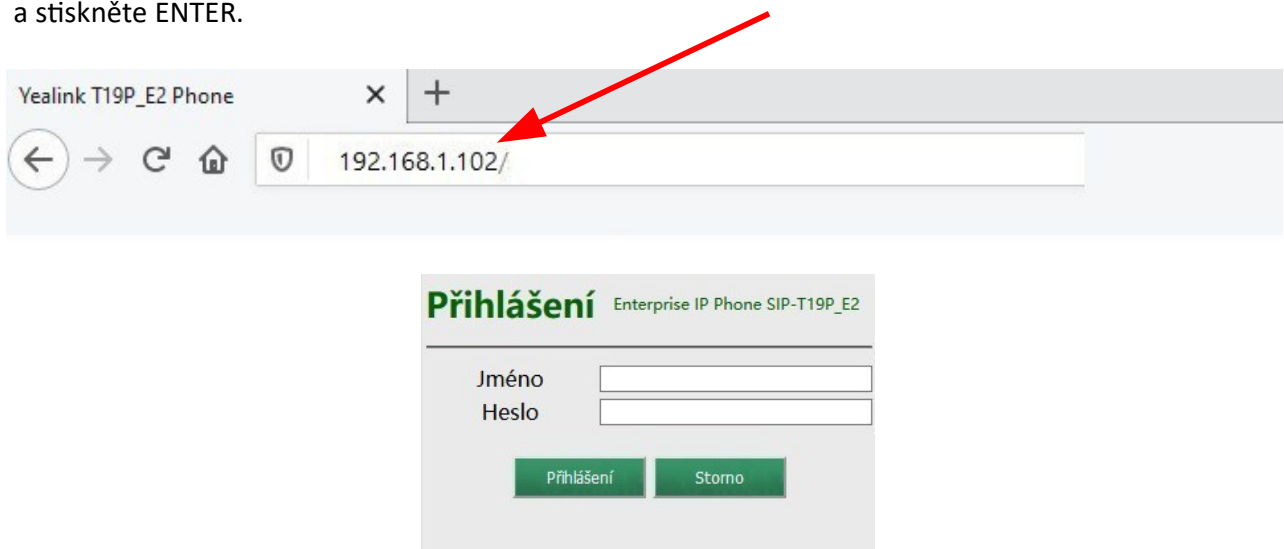 a stiskněte ENTER.
Yealink T19P_E2 Phone
192.168.1.102/
Přihlášení Enterprise IP Phone SIP-T19P_E2
Jméno
Heslo
Přihlášení Storno